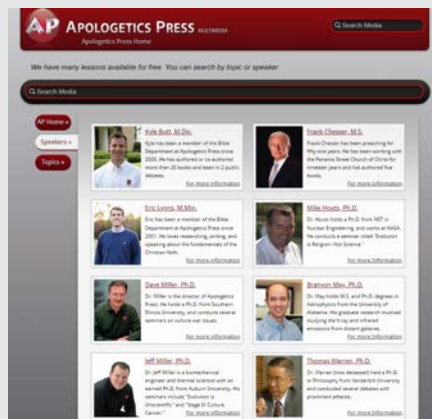 AP APOLOGETICS PRESS MULTIMEDIA
Apologetics Press Home
Search Media
We have many lessons available for free. You can search by topic or speaker
Search Media
AP Home »
Speakers »
Topics »
Kyle Butt, M.Div.
Kyle has been a member of the Bible
Department at Apologetics Press since
2000. He has authored or co-authored
more than 20 books and been in 2 public
debates.
For more information
Frank Chesser, M.S.
Frank Chesser has been preaching for
fifty-one years. He has been working with
the Panama Street Church of Christ for
nineteen years and has authored five
books.
For more Information
Eric Lyons, M.Min.
Eric has been a member of the Bible
Department at Apologetics Press since
2001. He loves researching, writing, and
speaking about the fundamentals of the
Christian faith.
For more information
Mike Houts, Ph.D.
Dr. Houts holds a Ph.D. from MIT in
Nuclear Engineering, and works at NASA.
He conducts a seminar titled "Evolution
is Religion--Not Science."
For more information
Dave Miller, Ph.D.
Dr. Miller is the director of Apologetics
Press. He holds a Ph.D. from Southern
Illinois University, and conducts several
seminars on culture war issues.
For more information
Branyon May, Ph.D.
Dr. May holds M.S. and Ph.D. degrees in
Astrophysics from the University of
Alabama. His graduate research involved
studying the X-ray and infrared
emissions from distant galaxies.
For more information
Jeff Miller, Ph.D.
Dr. Jeff Miller is a biomechanical
engineer and thermal scientist with an
earned Ph.D. from Auburn University. His
seminars include "Evolution is
Unscientific" and "Stage IV Culture
Cancer."
For more information
Thomas Warren, Ph.D.
Dr. Warren (now deceased) held a Ph.D.
in Philosophy from Vanderbilt University
and conducted several debates with
prominent atheists.
For more information